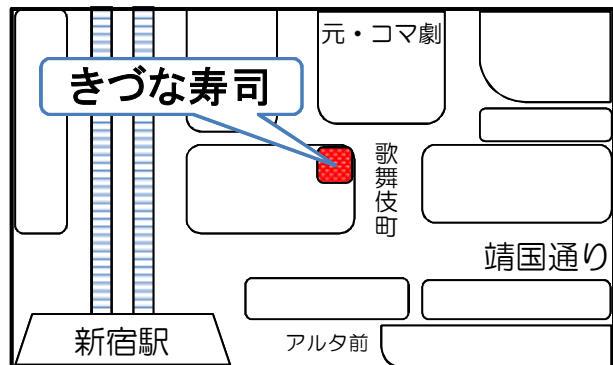 元・コマ劇
きづな寿司
歌舞伎町
靖国通り
新宿駅
アルタ前